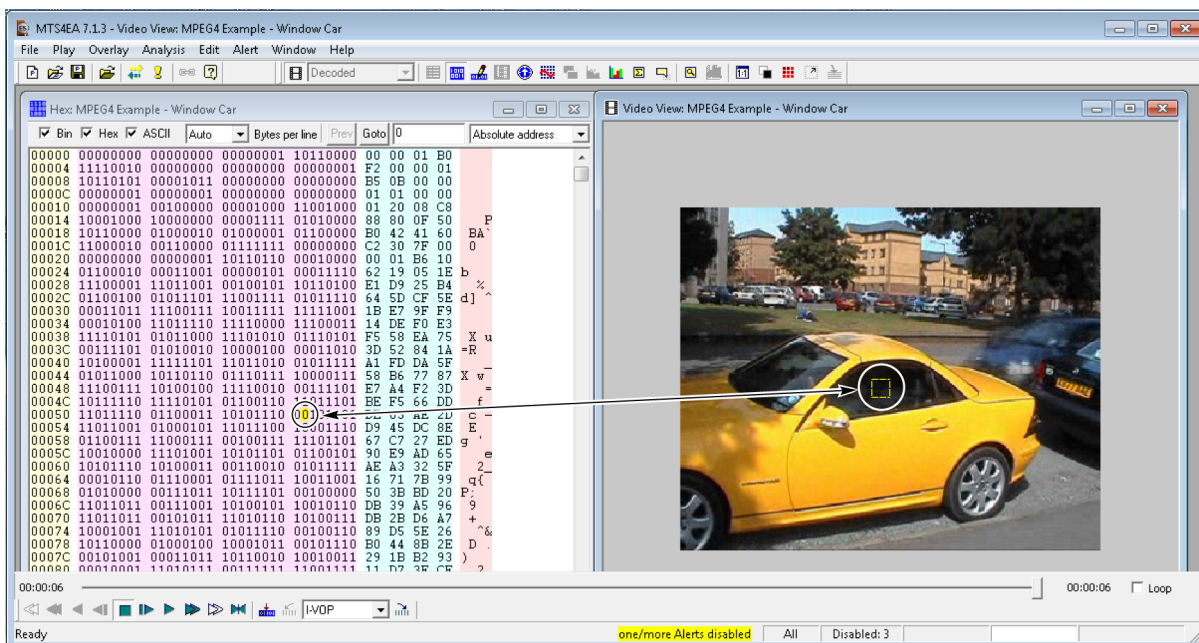 MTS4EA 7.1.3 - Video View: MPEG4 Example - Window Car
File Play Overlay Analysis Edit Alert Window Help
Decoded
Hex: MPEG4 Example - Window Car
Bin Hex ASCII Auto Bytes per line Prev Goto 0 Absolute address
00000 00000000 00000000 00000001 10110000 00 00 01 B0
00004 11110010 00000000 00000000 00000001 F2 00 00 01
00008 10110101 00001011 00000000 00000000 B5 0B 00 00
0000C 00000001 00000001 00000000 00000000 01 01 00 00
00010 00000001 00100000 00001000 11001000 01 20 08 C8
00014 10001000 10000000 00001111 01010000 88 80 0F 50 P
00018 10110000 01000010 01000001 01100000 B0 42 41 60 BA`
0001C 11000010 00110000 01111111 00000000 C2 30 7F 00 0
00020 00000000 00000001 10110110 00010000 00 01 B6 10
00024 01100010 00011001 00000101 00011110 62 19 05 1E b
00028 11100001 11011001 00100101 10110100 E1 D9 25 B4 %
0002C 01100100 01011101 11001111 01011110 64 5D CF 5E d] ^
00030 00011011 11100111 10011111 11111001 1B E7 9F F9
00034 00010100 11011110 11110000 11100011 14 DE F0 E3
00038 11110101 01011000 11101010 01110101 F5 58 EA 75 X u
0003C 00111101 01010010 10000100 00011010 3D 52 84 1A =R
00040 10100001 11111101 11011010 01011111 A1 FD DA 5F _
00044 01011000 10110110 01110111 10000111 58 B6 77 87 X w
00048 11100111 10100100 11110010 00111101 E7 A4 F2 3D =
0004C 10111110 11110101 01100110 11011101 BE F5 66 DD f
00050 11011110 01100011 10101110 001 DE 63 AE 2D c -
00054 11011001 01000101 11011100 10001110 D9 45 DC 8E E
00058 01100111 11000111 00100111 11101101 67 C7 27 ED g '
0005C 10010000 11101001 10101101 01100101 90 E9 AD 65 e
00060 10101110 10100011 00110010 01011111 AE A3 32 5F 2_
00064 00010110 01110001 01111011 10011001 16 71 7B 99 q{
00068 01010000 00111011 10111101 00100000 50 3B BD 20 P;
0006C 11011011 00111001 10100101 10010110 DB 39 A5 96 9
00070 11011011 00101011 11010110 10100111 DB 2B D6 A7 +
00074 10001001 11010101 01011110 00100110 89 D5 5E 26 ^&
00078 10110000 01000100 10001011 00101110 B0 44 8B 2E D .
0007C 00101001 00011011 10110010 10010011 29 1B B2 93 )
00080 00010001 11010111 00111111 11001111 11 D7 3F CF ?
Video View: MPEG4 Example - Window Car
00:00:06 00:00:06 Loop
I-VOP
Ready one/more Alerts disabled All Disabled: 3